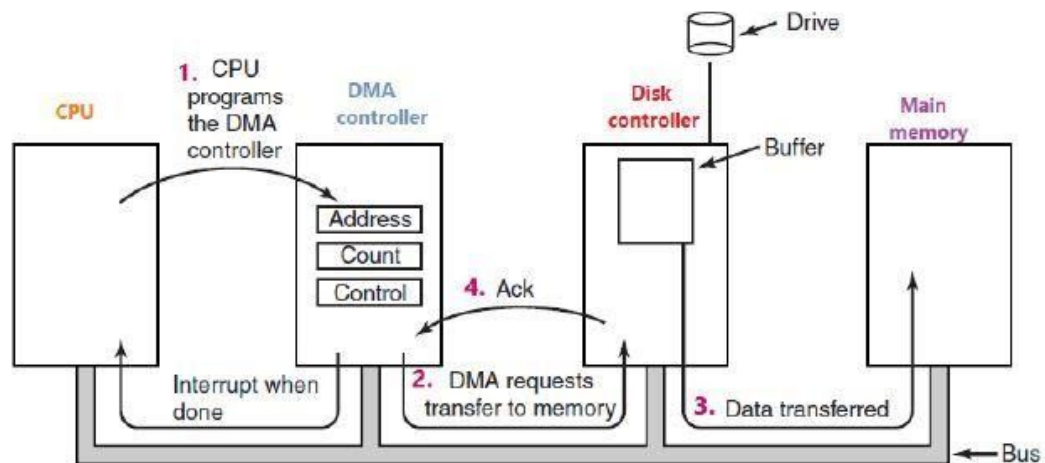 Drive
1. CPU
programs
the DMA
controller
CPU
DMA
controller
Disk
controller
Main
memory
Buffer
Address
Count
Control
4. Ack
Interrupt when
done
2. DMA requests
transfer to memory
3. Data transferred
Bus